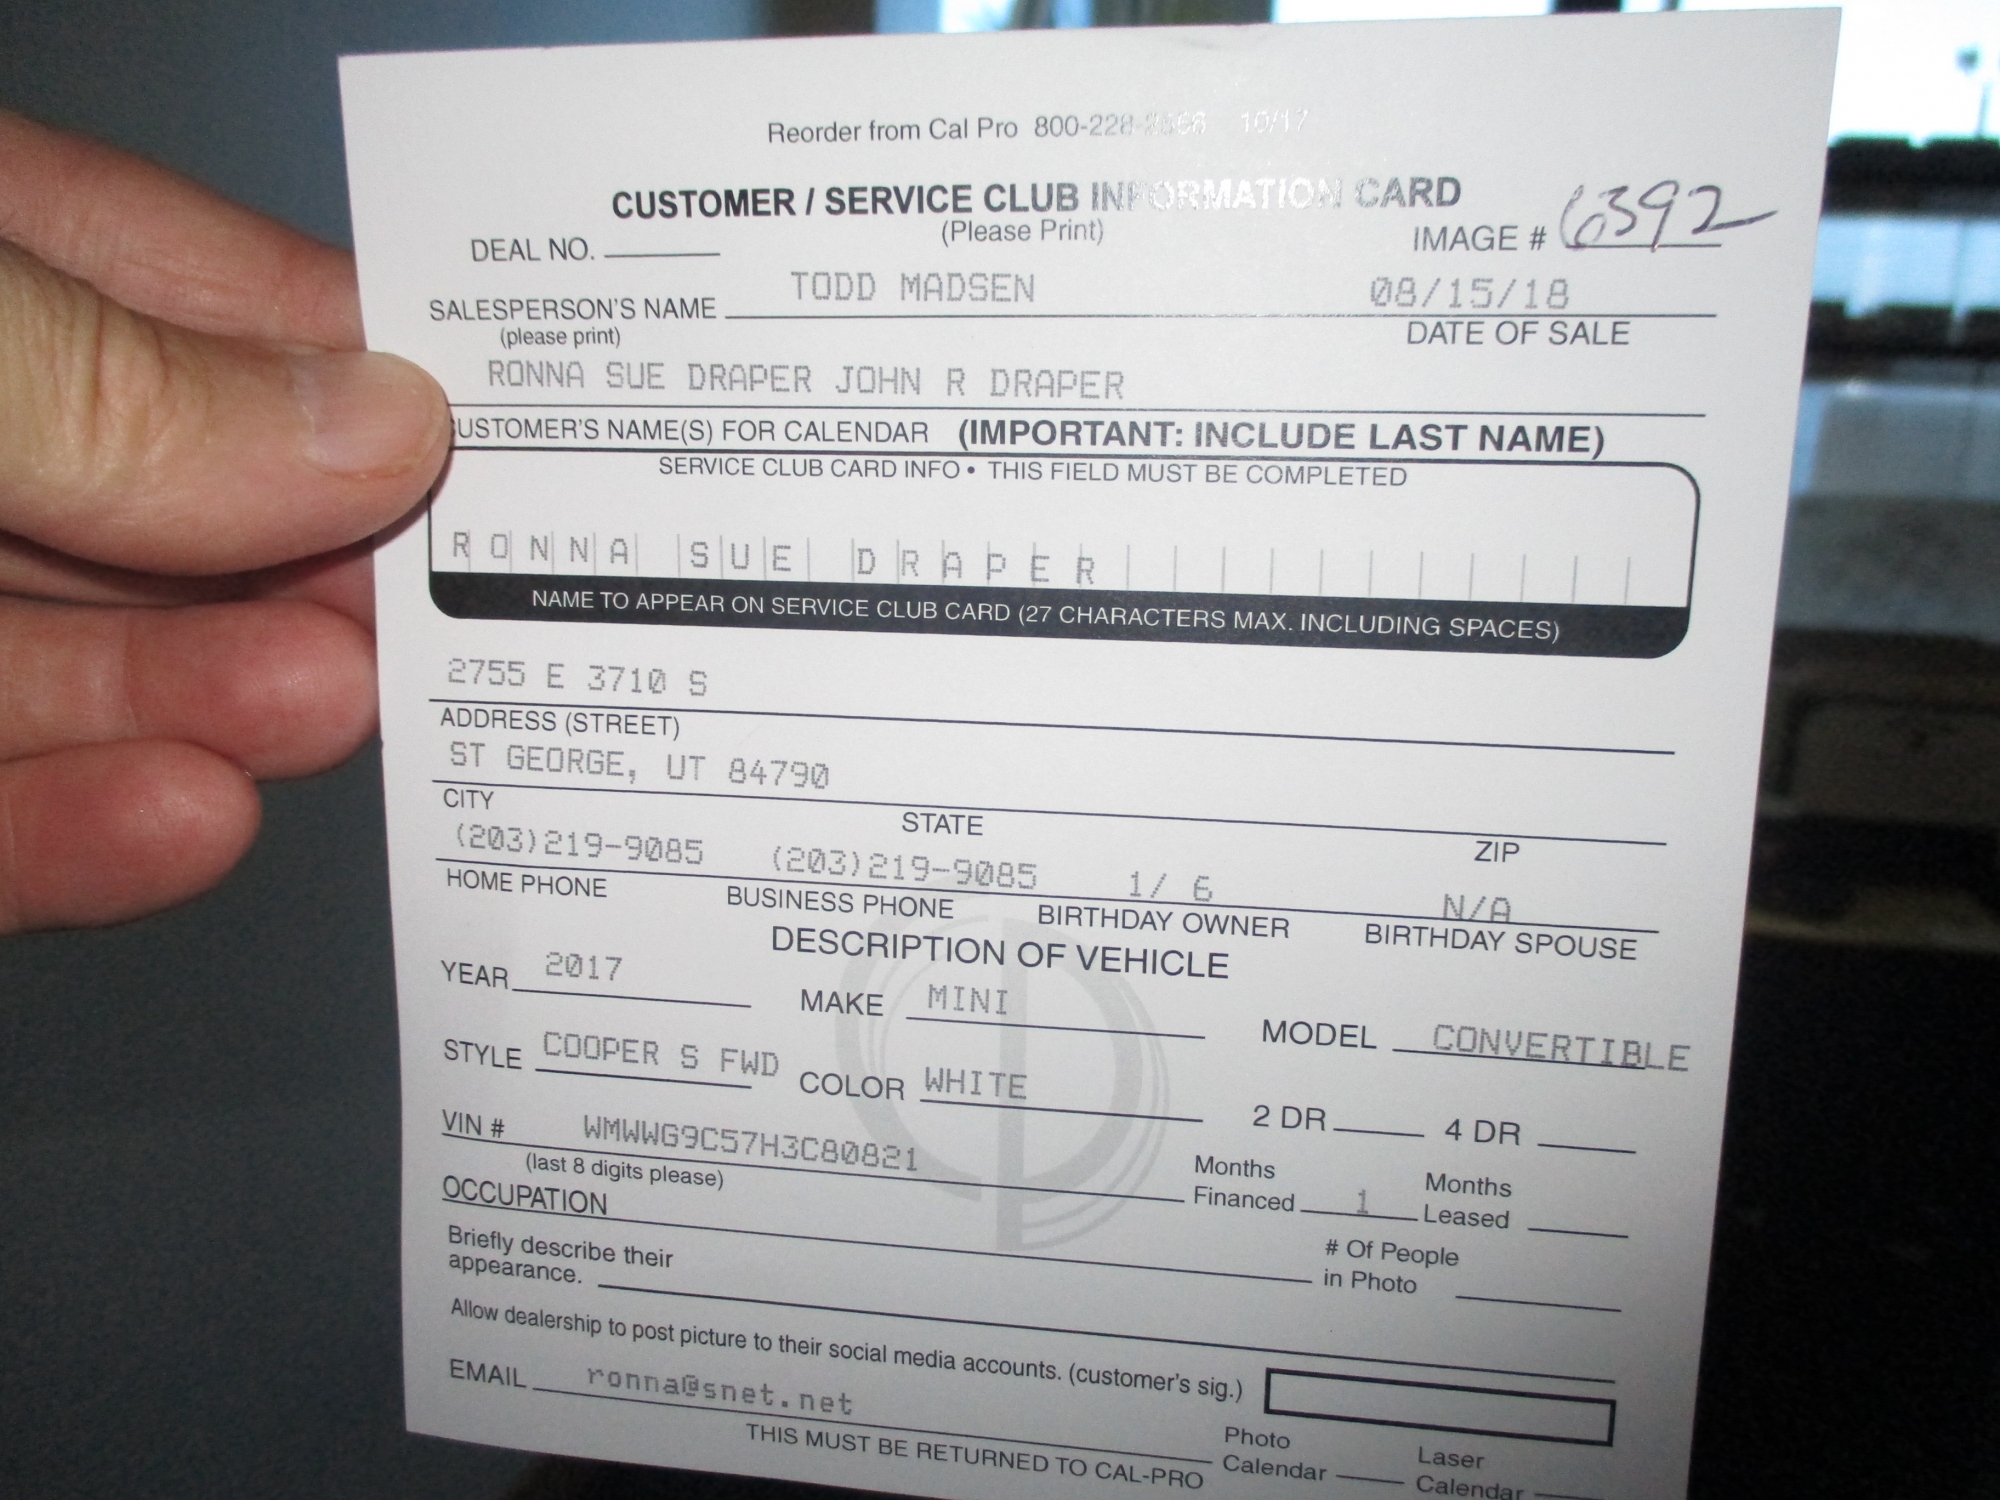 Reorder from Cal Pro 800-228- 10/17
CUSTOMER / SERVICE CLUB INFORMATION CARD
(Please Print)
DEAL NO. IMAGE # 6392
TODD MADSEN 08/15/18
SALESPERSON'S NAME DATE OF SALE
(please print)
RONNA SUE DRAPER JOHN R DRAPER
USTOMER'S NAME(S) FOR CALENDAR (IMPORTANT: INCLUDE LAST NAME)
SERVICE CLUB CARD INFO • THIS FIELD MUST BE COMPLETED
RONNA SUE DRAPER
NAME TO APPEAR ON SERVICE CLUB CARD (27 CHARACTERS MAX. INCLUDING SPACES)
2755 E 3710 S
ADDRESS (STREET)
ST GEORGE, UT 84790
CITY STATE ZIP
(203)219-9085 (203)219-9085 1/ 6 N/A
HOME PHONE BUSINESS PHONE BIRTHDAY OWNER BIRTHDAY SPOUSE
DESCRIPTION OF VEHICLE
YEAR 2017 MAKE MINI MODEL CONVERTIBLE
STYLE COOPER S FWD COLOR WHITE 2 DR 4 DR
VIN # WMWWG9C57H3C80821
(last 8 digits please)
Months Financed 1 Months Leased
OCCUPATION
# Of People in Photo
Briefly describe their
appearance.
Allow dealership to post picture to their social media accounts. (customer's sig.)
EMAIL ronna@snet.net
THIS MUST BE RETURNED TO CAL-PRO
Photo Calendar Laser Calendar